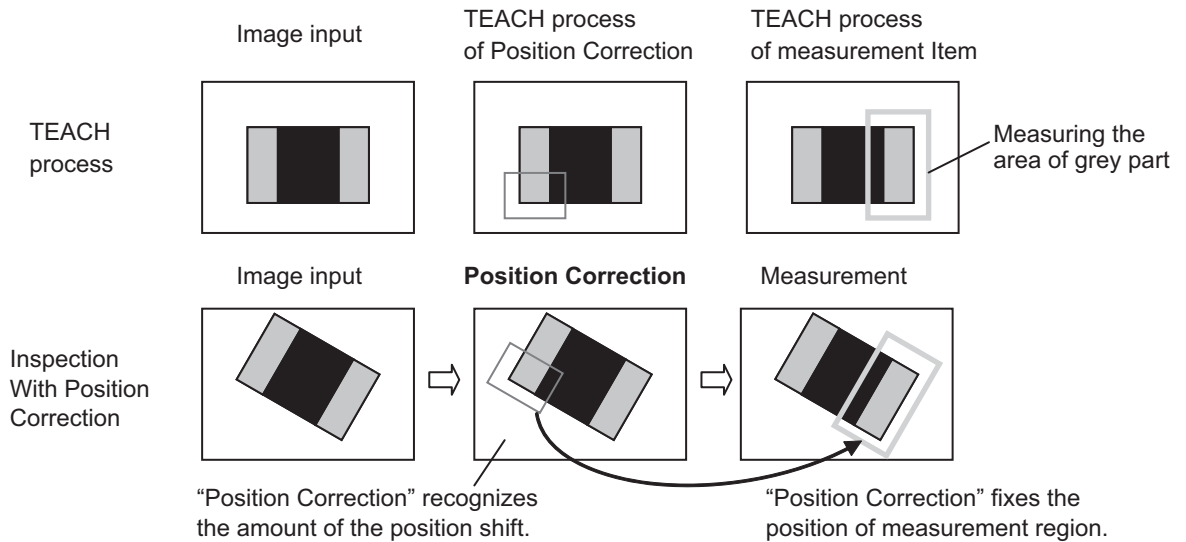 Image input
TEACH process
of Position Correction
TEACH process
of measurement Item
TEACH
process
Measuring the
area of grey part
Image input
Position Correction
Measurement
Inspection
With Position
Correction
“Position Correction” recognizes
the amount of the position shift.
“Position Correction” fixes the
position of measurement region.